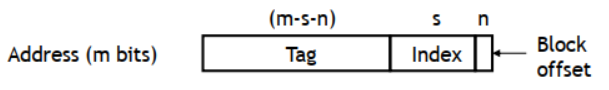 (m-s-n) s n
Address (m bits) Tag Index Block
offset